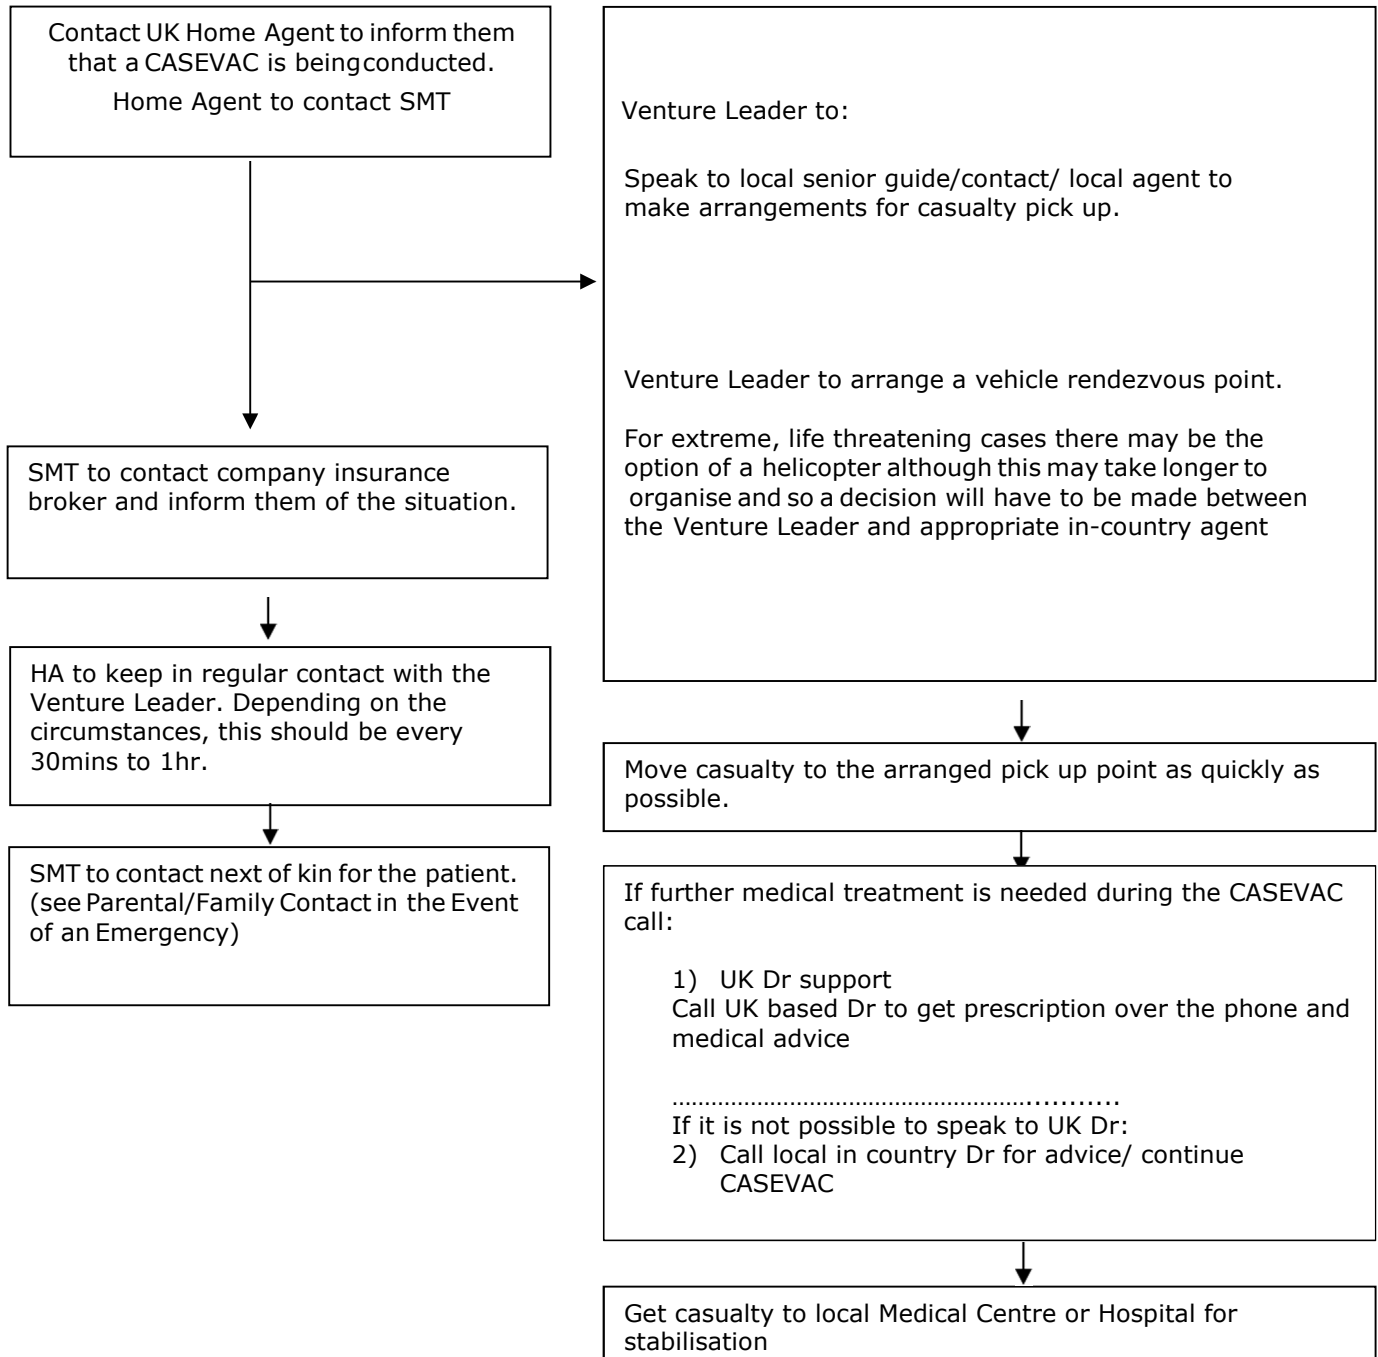 Contact UK Home Agent to inform them
that a CASEVAC is beingconducted.
Home Agent to contact SMT
SMT to contact company insurance
broker and inform them of the situation.
HA to keep in regular contact with the
Venture Leader. Depending on the
circumstances, this should be every
30mins to 1hr.
SMT to contact next of kin for the patient.
(see Parental/Family Contact in the Event
of an Emergency)
Venture Leader to:
Speak to local senior guide/contact/ local agent to
make arrangements for casualty pick up.
Venture Leader to arrange a vehicle rendezvous point.
For extreme, life threatening cases there may be the
option of a helicopter although this may take longer to
organise and so a decision will have to be made between
the Venture Leader and appropriate in-country agent
Move casualty to the arranged pick up point as quickly as
possible.
If further medical treatment is needed during the CASEVAC
call:
1) UK Dr support
Call UK based Dr to get prescription over the phone and
medical advice
………………………………………………...........
If it is not possible to speak to UK Dr:
2) Call local in country Dr for advice/ continue
CASEVAC
Get casualty to local Medical Centre or Hospital for
stabilisation